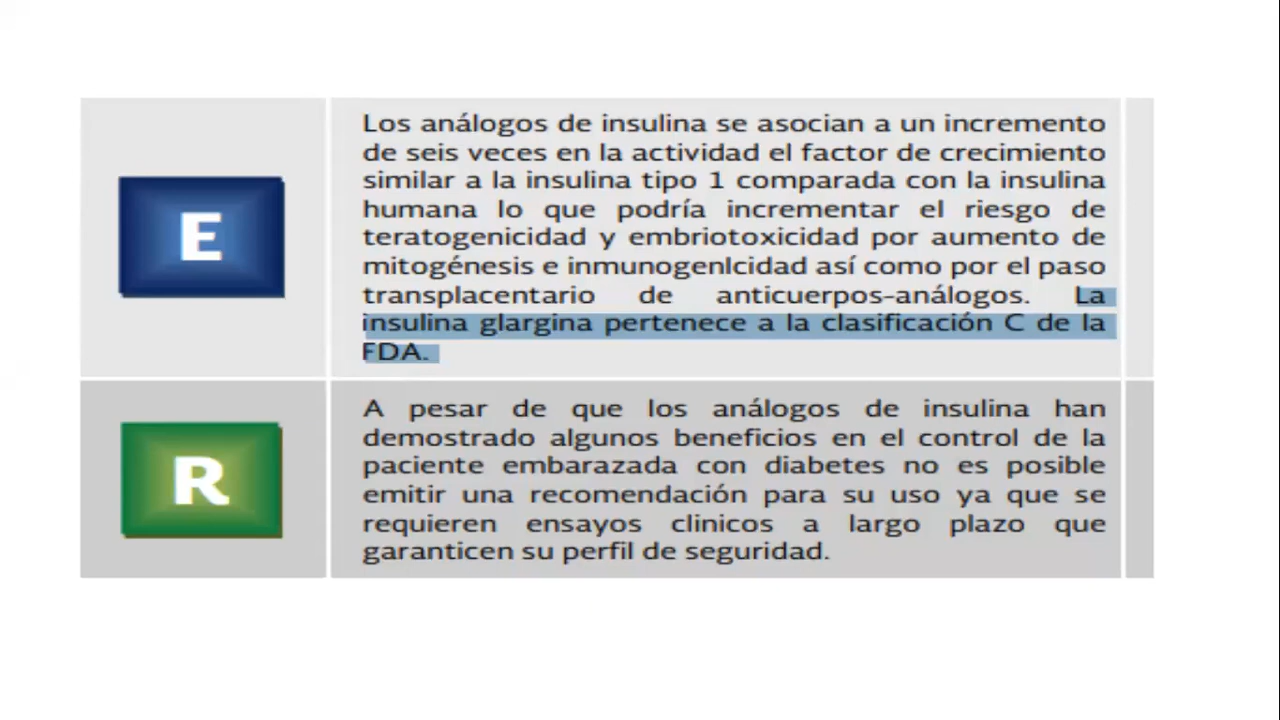 E
Los análogos de insulina se asocian a un incremento
de seis veces en la actividad el factor de crecimiento
similar a la insulina tipo 1 comparada con la insulina
humana lo que podría incrementar el riesgo de
teratogenicidad y embriotoxicidad por aumento de
mitogénesis e inmunogenlcidad así como por el paso
transplacentario de anticuerpos-análogos. La
insulina glargina pertenece a la clasificación C de la
FDA.
R
A pesar de que los análogos de insulina han
demostrado algunos beneficios en el control de la
paciente embarazada con diabetes no es posible
emitir una recomendación para su uso ya que se
requieren ensayos clinicos a largo plazo que
garanticen su perfil de seguridad.